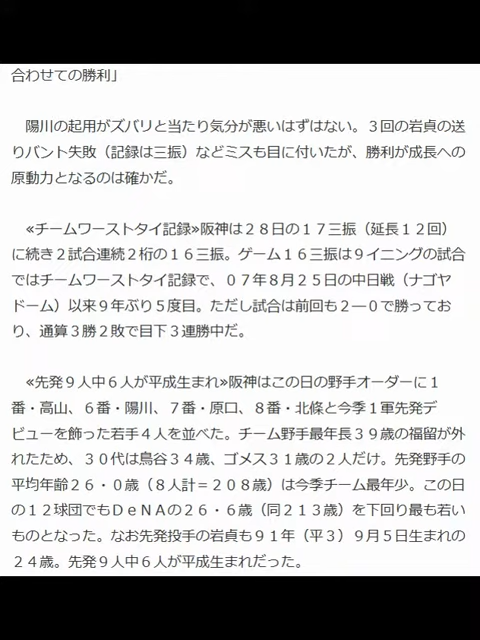 合わせての勝利」
　陽川の起用がズバリと当たり気分が悪いはずはない。３回の岩貞の送
りバント失敗（記録は三振）などミスも目に付いたが、勝利が成長への
原動力となるのは確かだ。
　≪チームワーストタイ記録≫阪神は２８日の１７三振（延長１２回）
に続き２試合連続２桁の１６三振。ゲーム１６三振は９イニングの試合
ではチームワーストタイ記録で、０７年８月２５日の中日戦（ナゴヤ
ドーム）以来９年ぶり５度目。ただし試合は前回も２―０で勝ってお
り、通算３勝２敗で目下３連勝中だ。
　≪先発９人中６人が平成生まれ≫阪神はこの日の野手オーダーに１
番・高山、６番・陽川、７番・原口、８番・北條と今季１軍先発デ
ビューを飾った若手４人を並べた。チーム野手最年長３９歳の福留が外
れたため、３０代は鳥谷３４歳、ゴメス３１歳の２人だけ。先発野手の
平均年齢２６・０歳（８人計＝２０８歳）は今季チーム最年少。この日
の１２球団でもＤｅＮＡの２６・６歳（同２１３歳）を下回り最も若い
ものとなった。なお先発投手の岩貞も９１年（平３）９月５日生まれの
２４歳。先発９人中６人が平成生まれだった。